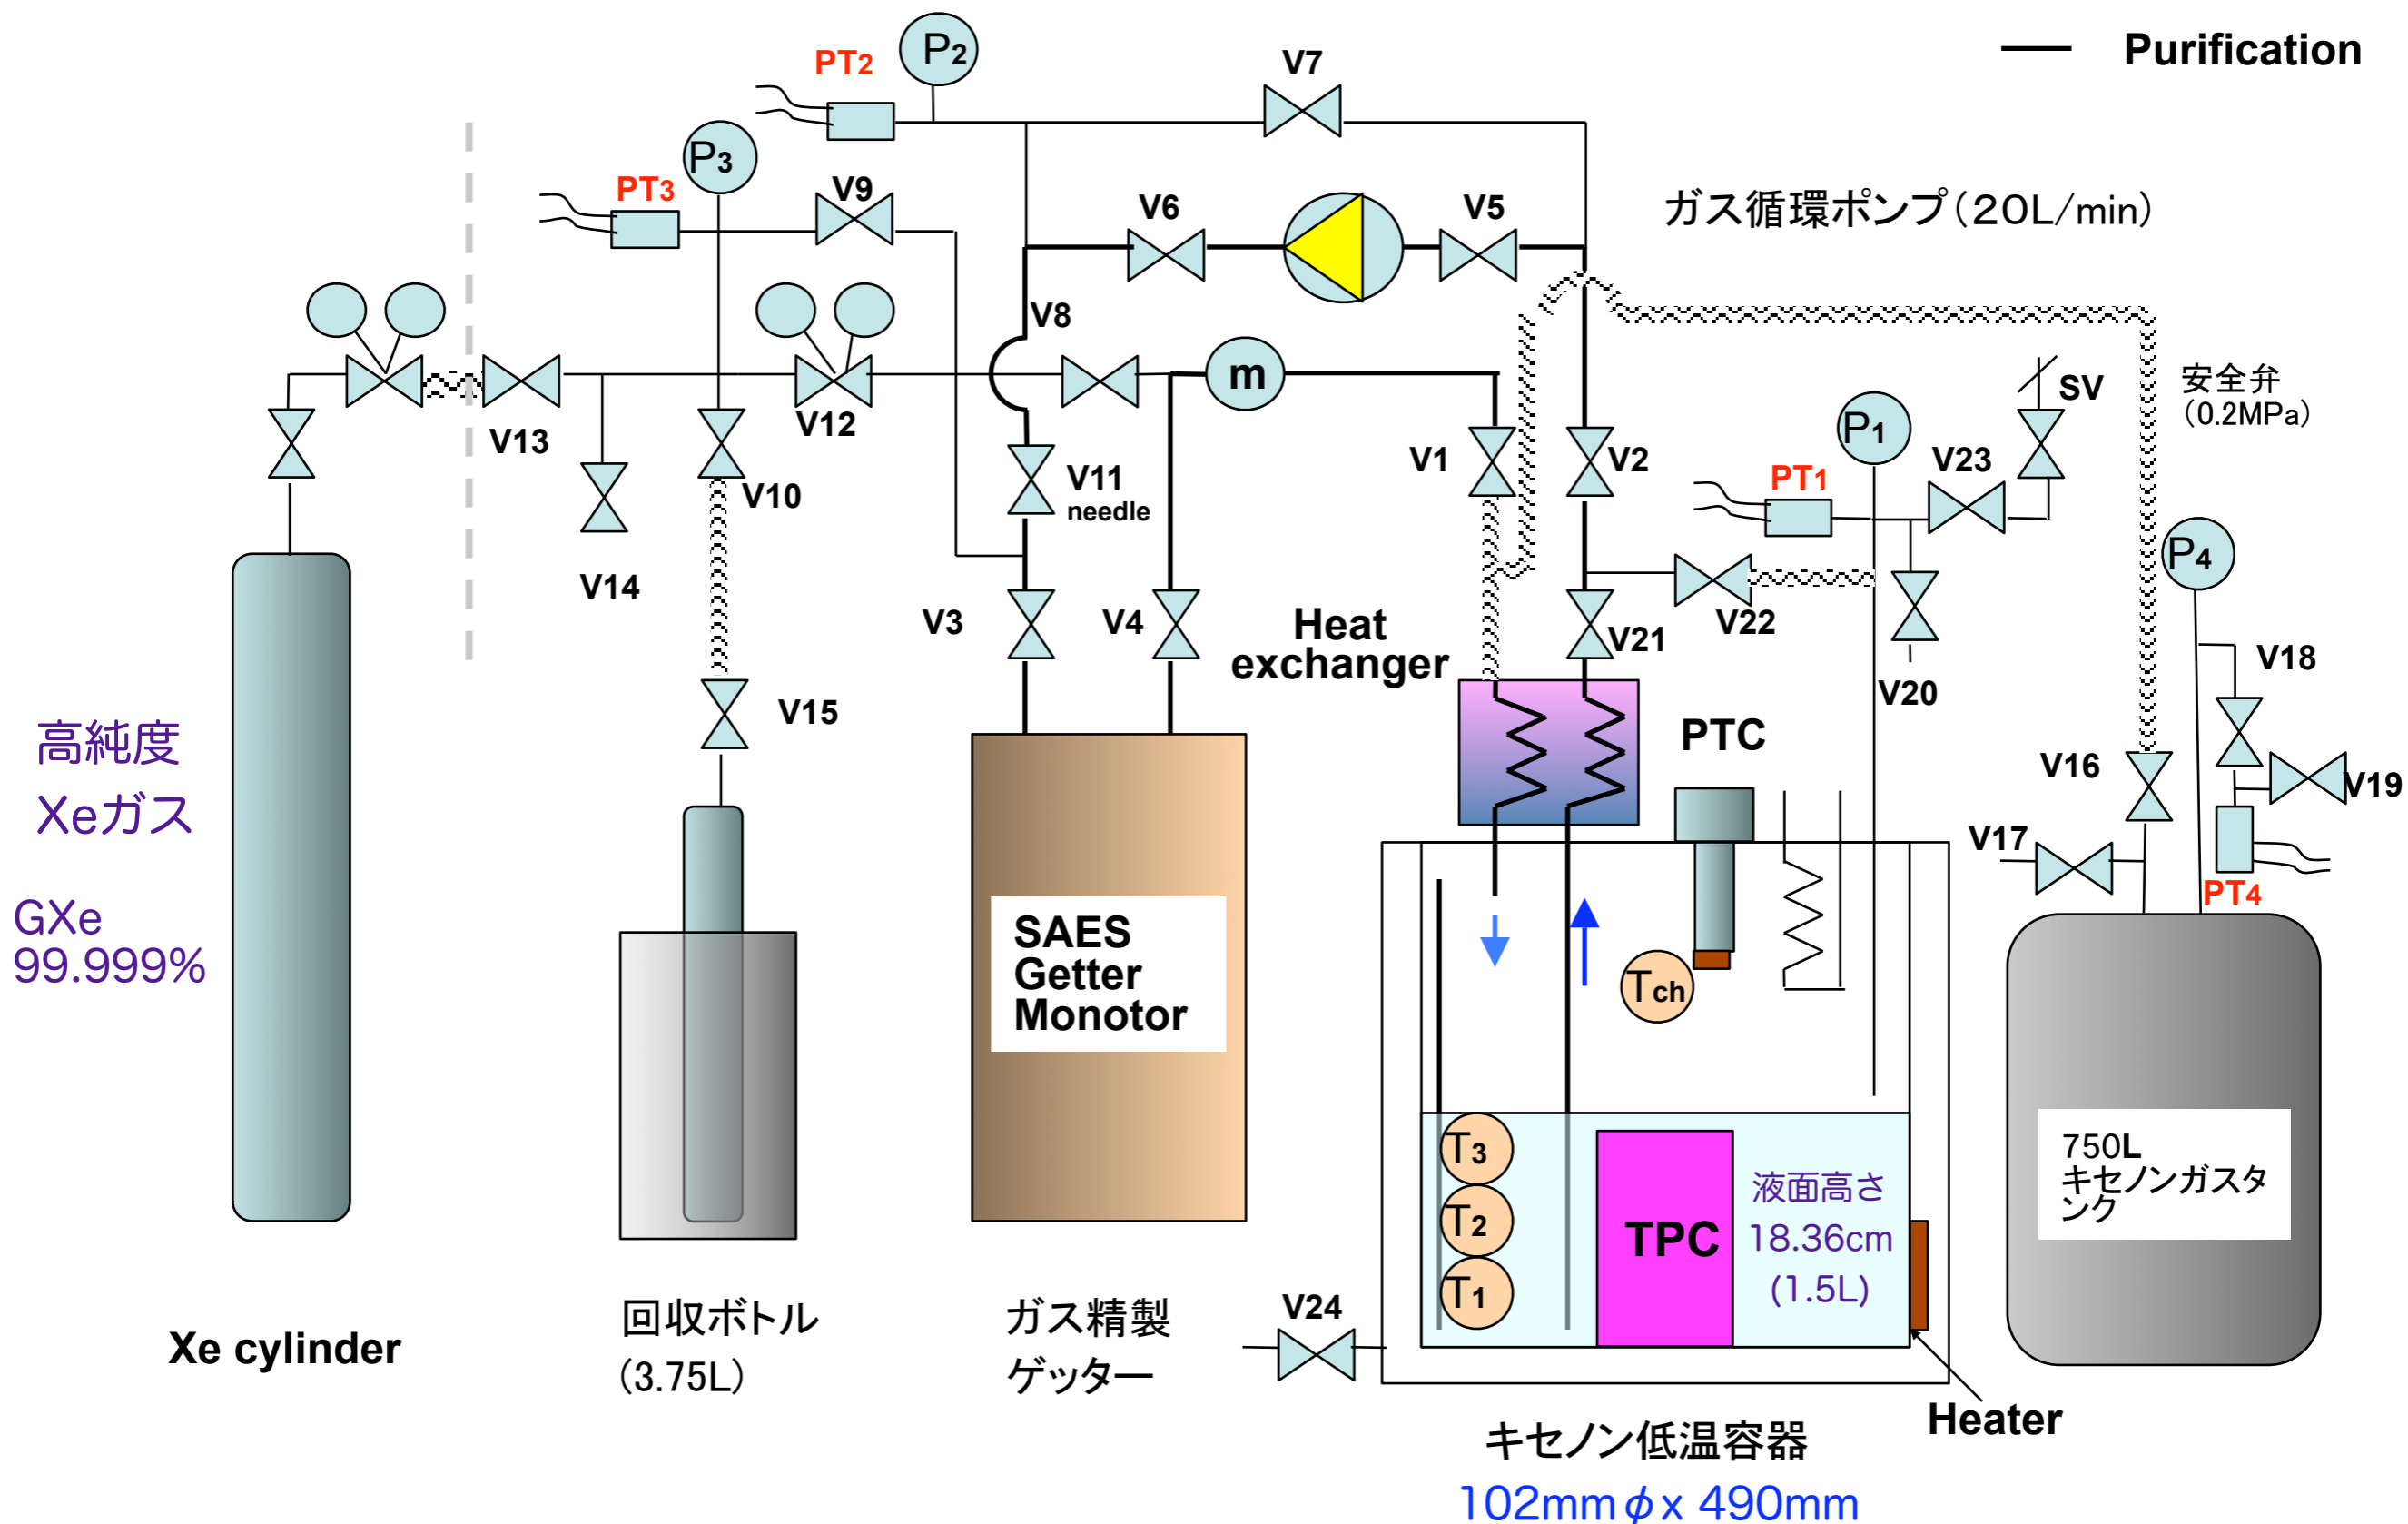 Purification
P2
PT2
V7
P3
PT3
V9
V6
V5
ガス循環ポンプ(20L/min)
V8
m
V13
V12
V10
V14
V11
needle
V1
V2
P1
PT1
V23
SV
安全弁
(0.2MPa)
V22
V20
V21
P4
V18
V19
PT4
V16
V17
V3
V4
V15
Heat
exchanger
PTC
高純度
Xeガス
GXe
99.999%
SAES
Getter
Monotor
Tch
T3
T2
T1
TPC
液面高さ
18.36cm
(1.5L)
750L
キセノンガスタ
ンク
Xe cylinder
回収ボトル
(3.75L)
ガス精製
ゲッター
V24
Heater
キセノン低温容器
102mmφx 490mm